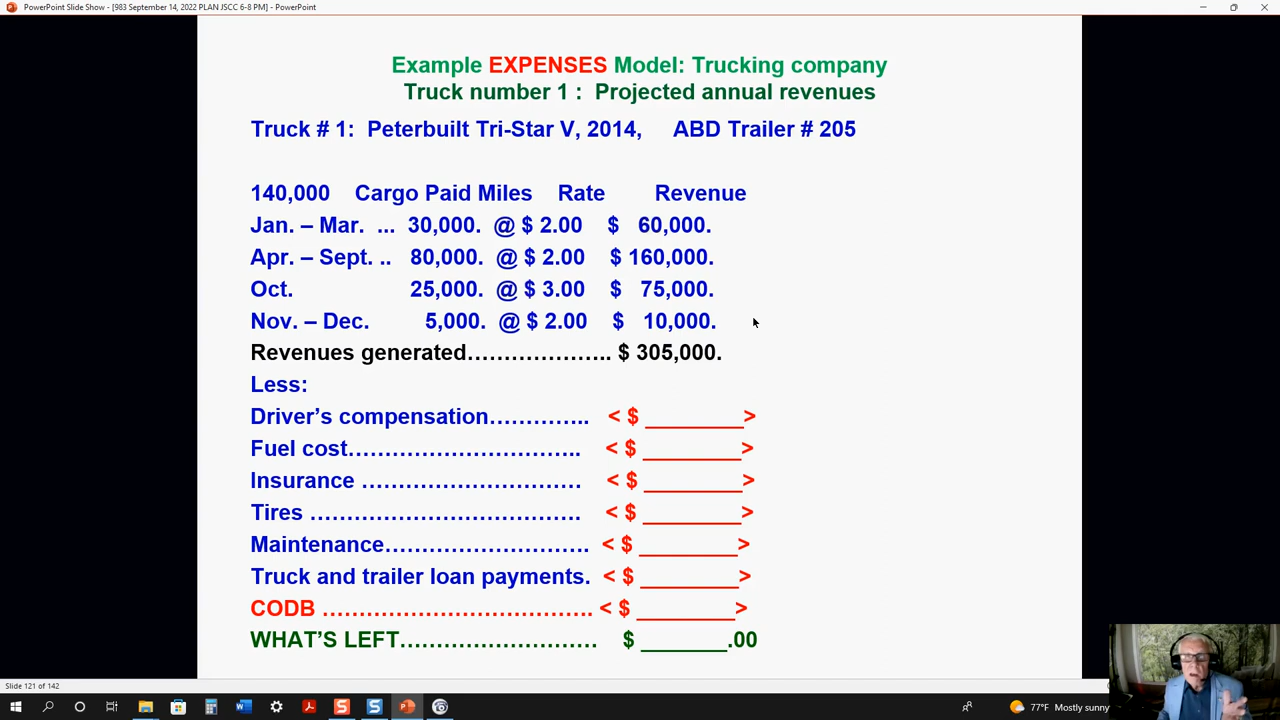 PowerPoint Slide Show - [983 September 14, 2022 PLAN JSCC 6-8 PM] - PowerPoint
Example EXPENSES Model: Trucking company
Truck number 1 : Projected annual revenues
Truck # 1: Peterbuilt Tri-Star V, 2014, ABD Trailer # 205
140,000 Cargo Paid Miles Rate Revenue
Jan. – Mar. ... 30,000. @ $ 2.00 $ 60,000.
Apr. – Sept. .. 80,000. @ $ 2.00 $ 160,000.
Oct. 25,000. @ $ 3.00 $ 75,000.
Nov. – Dec. 5,000. @ $ 2.00 $ 10,000.
Revenues generated……………….. $ 305,000.
Less:
Driver’s compensation………….. < $ ________>
Fuel cost………………………….. < $ ________>
Insurance …………………………. < $ ________>
Tires ………………………………. < $ ________>
Maintenance………………………. < $ ________>
Truck and trailer loan payments. < $ ________>
CODB ………………………………. < $ ________>
WHAT’S LEFT………………………. $ _______.00
Slide 121 of 142
77°F Mostly sunny